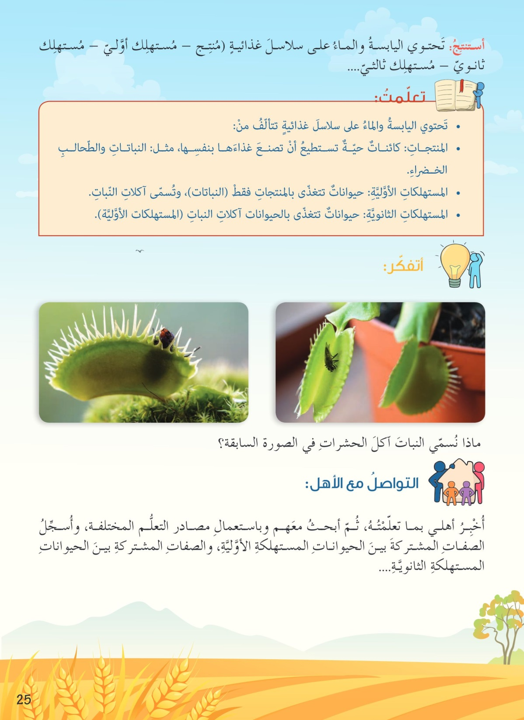 أستنتجُ: تَحتوي اليابسةُ والماءُ على سلاسلَ غذائيةٍ (مُنتِج – مُستهلِك أوَّليّ – مُستهلِك
ثانويّ – مُستهلِك ثالثيّ....
تعلّمتُ:
• تَحتوي اليابسةُ والماءُ على سلاسلَ غذائيةٍ تتألّفُ منْ:
• المنتجاتِ: كائناتٌ حيّةٌ تستطيعُ أنْ تصنعَ غذاءَها بنفسِها، مثل: النباتاتِ والطّحالبِ
الخضراءِ.
• المستهلكاتِ الأوَّليَّةِ: حيواناتٌ تتغذّى بالمنتجاتِ فقطْ (النباتات)، وتُسمّى آكلاتِ النّباتِ.
• المستهلكاتِ الثانويَّةِ: حيواناتٌ تتغذّى بالحيوانات آكلاتِ النباتِ (المستهلكات الأوَّليَّة).
أتفكّر:
ماذا نُسمّي النباتَ آكلَ الحشراتِ في الصورة السابقة؟
التواصلُ معَ الأهل:
أُخْبِرُ أهلي بما تعلّمْتُهُ، ثُمّ أبحثُ معَهم وباستعمالِ مصادر التعلُّم المختلفة، وأُسجِّلُ
الصفاتِ المشتركةَ بينَ الحيواناتِ المستهلكةِ الأوَّليَّةِ، والصفاتِ المشتركةِ بينَ الحيواناتِ
المستهلكةِ الثانويَّةِ....
25